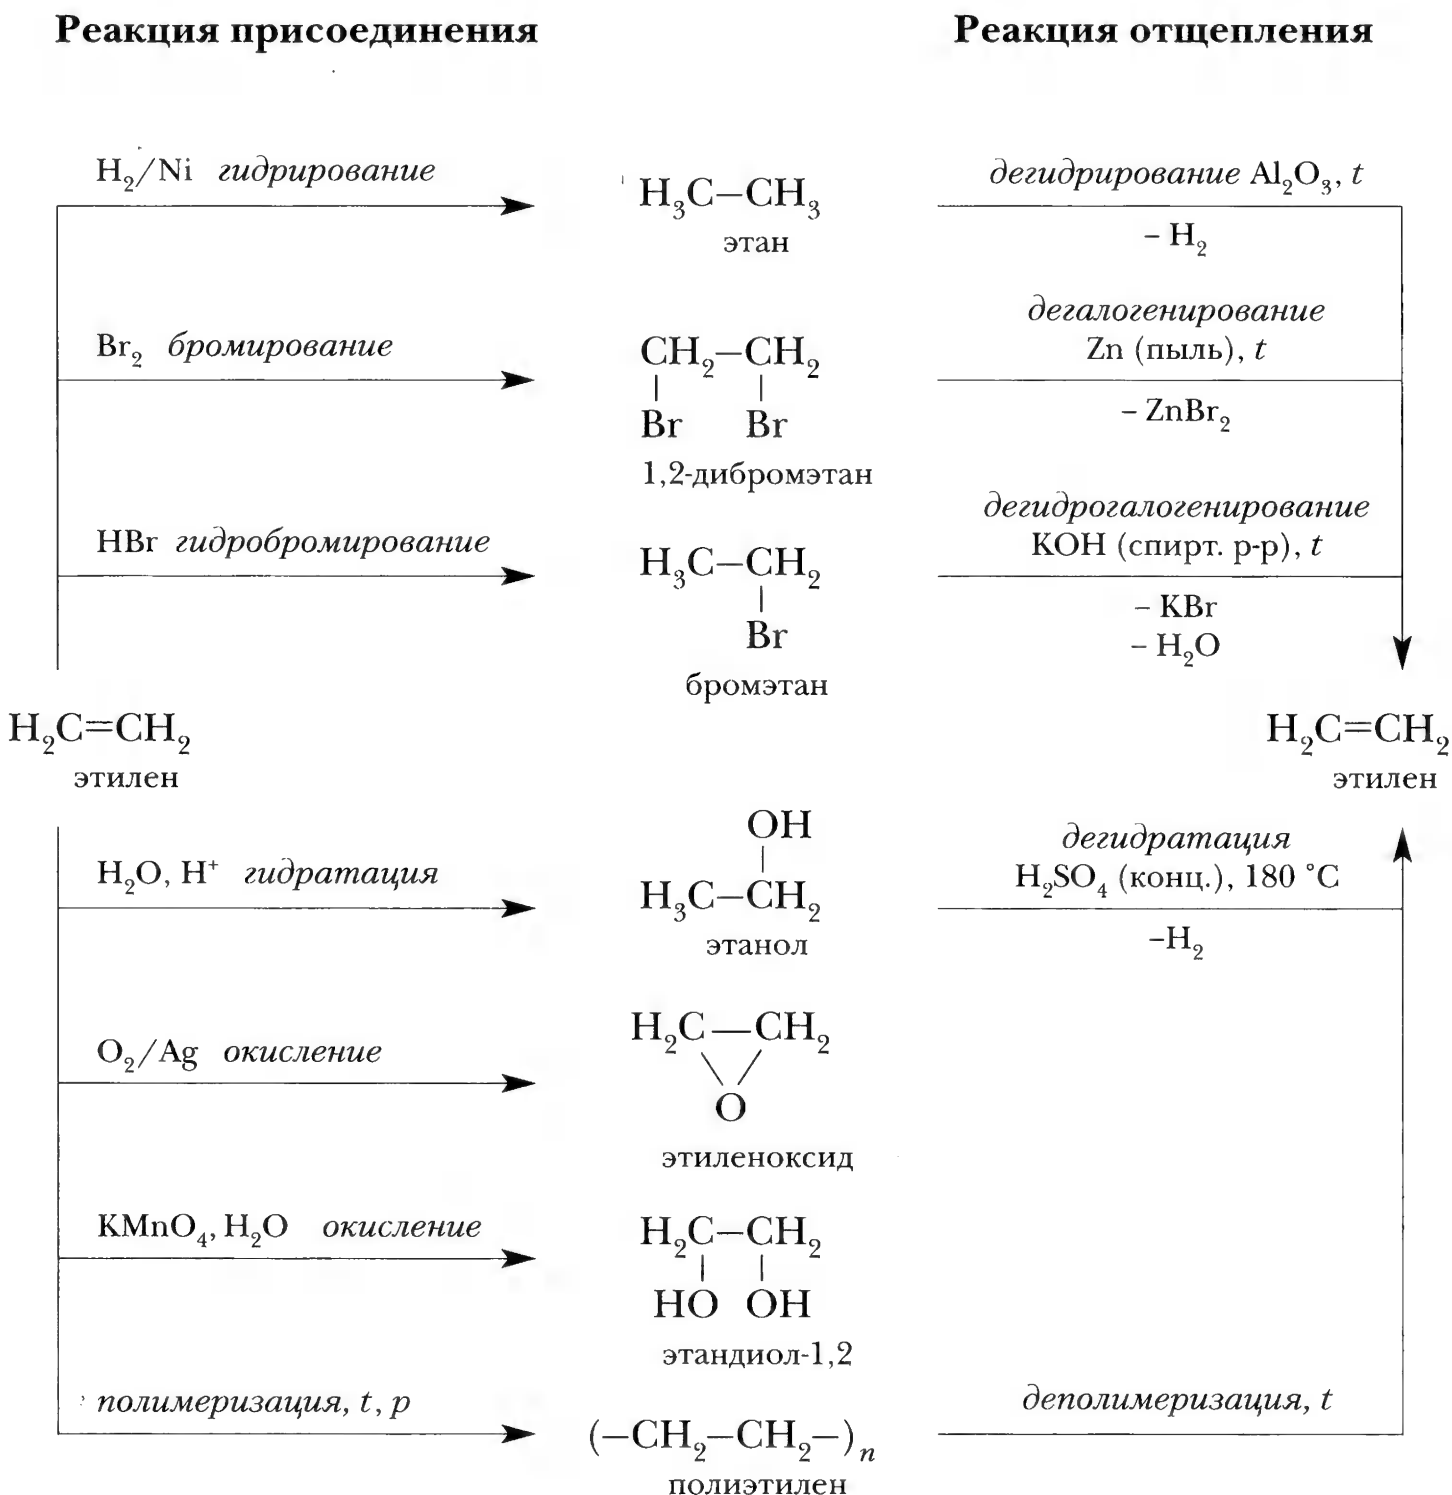 Реакция присоединения
Реакция отщепления
H₂/Ni гидрирование
H₃C–CH₃
этан
дегидрирование Al₂O₃, t
– H₂
Br₂ бромирование
CH₂–CH₂
Br Br
1,2-дибромэтан
дегалогенирование
Zn (пыль), t
– ZnBr₂
HBr гидробромирование
H₃C–CH₂
Br
бромэтан
дегидрогалогенирование
KOH (спирт. р-р), t
– KBr
– H₂O
H₂C=CH₂
этилен
H₂C=CH₂
этилен
H₂O, H⁺ гидратация
OH
H₃C–CH₂
этанол
дегидратация
H₂SO₄ (конц.), 180 °C
–H₂
O₂/Ag окисление
H₂C—CH₂
O
этиленоксид
KMnO₄, H₂O окисление
H₂C–CH₂
HO OH
этандиол-1,2
полимеризация, t, p
(–CH₂–CH₂–)ₙ
полиэтилен
деполимеризация, t